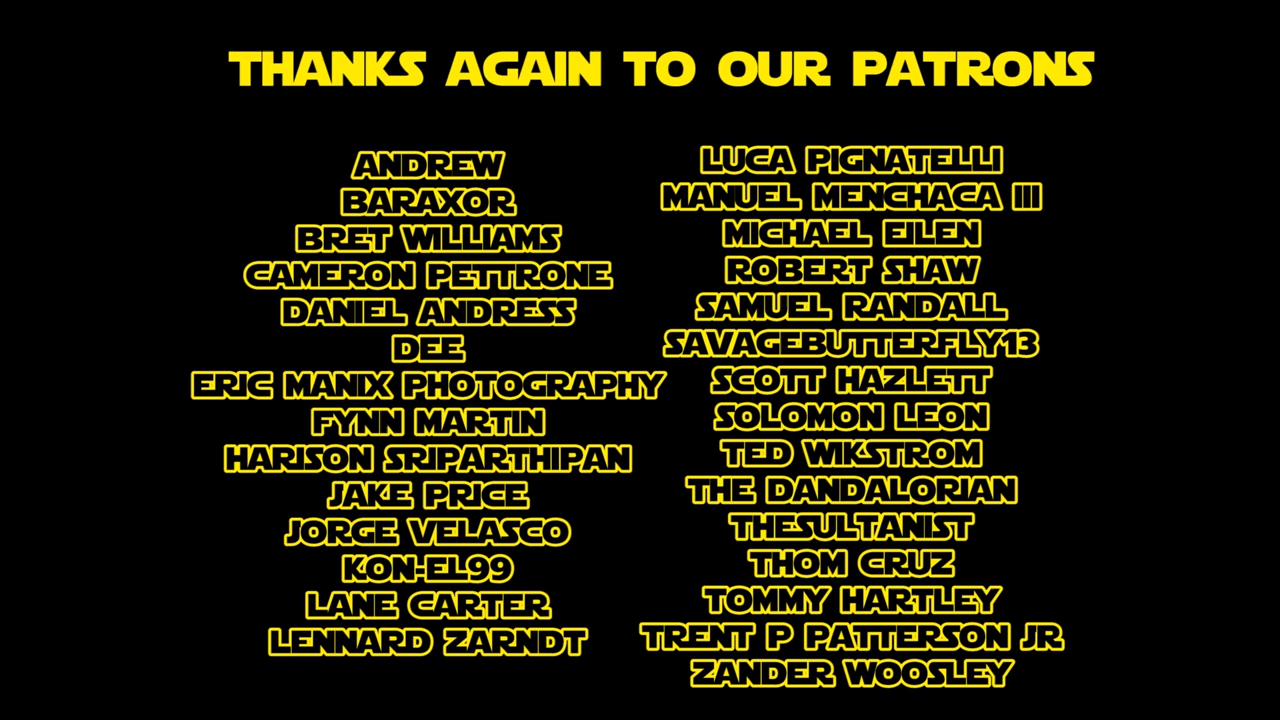 THANKS AGAIN TO OUR PATRONS
ANDREW
BARAXOR
BRET WILLIAMS
CAMERON PETTRONE
DANIEL ANDRESS
DEE
ERIC MANIX PHOTOGRAPHY
FYNN MARTIN
HARISON SRIPARTHIPAN
JAKE PRICE
JORGE VELASCO
KON-EL99
LANE CARTER
LENNARD ZARNDT
LUCA PIGNATELLI
MANUEL MENCHACA III
MICHAEL EILEN
ROBERT SHAW
SAMUEL RANDALL
SAVAGEBUTTERFLY13
SCOTT HAZLETT
SOLOMON LEON
TED WIKSTROM
THE DANDALORIAN
THESULTANIST
THOM CRUZ
TOMMY HARTLEY
TRENT P PATTERSON JR
ZANDER WOOSLEY